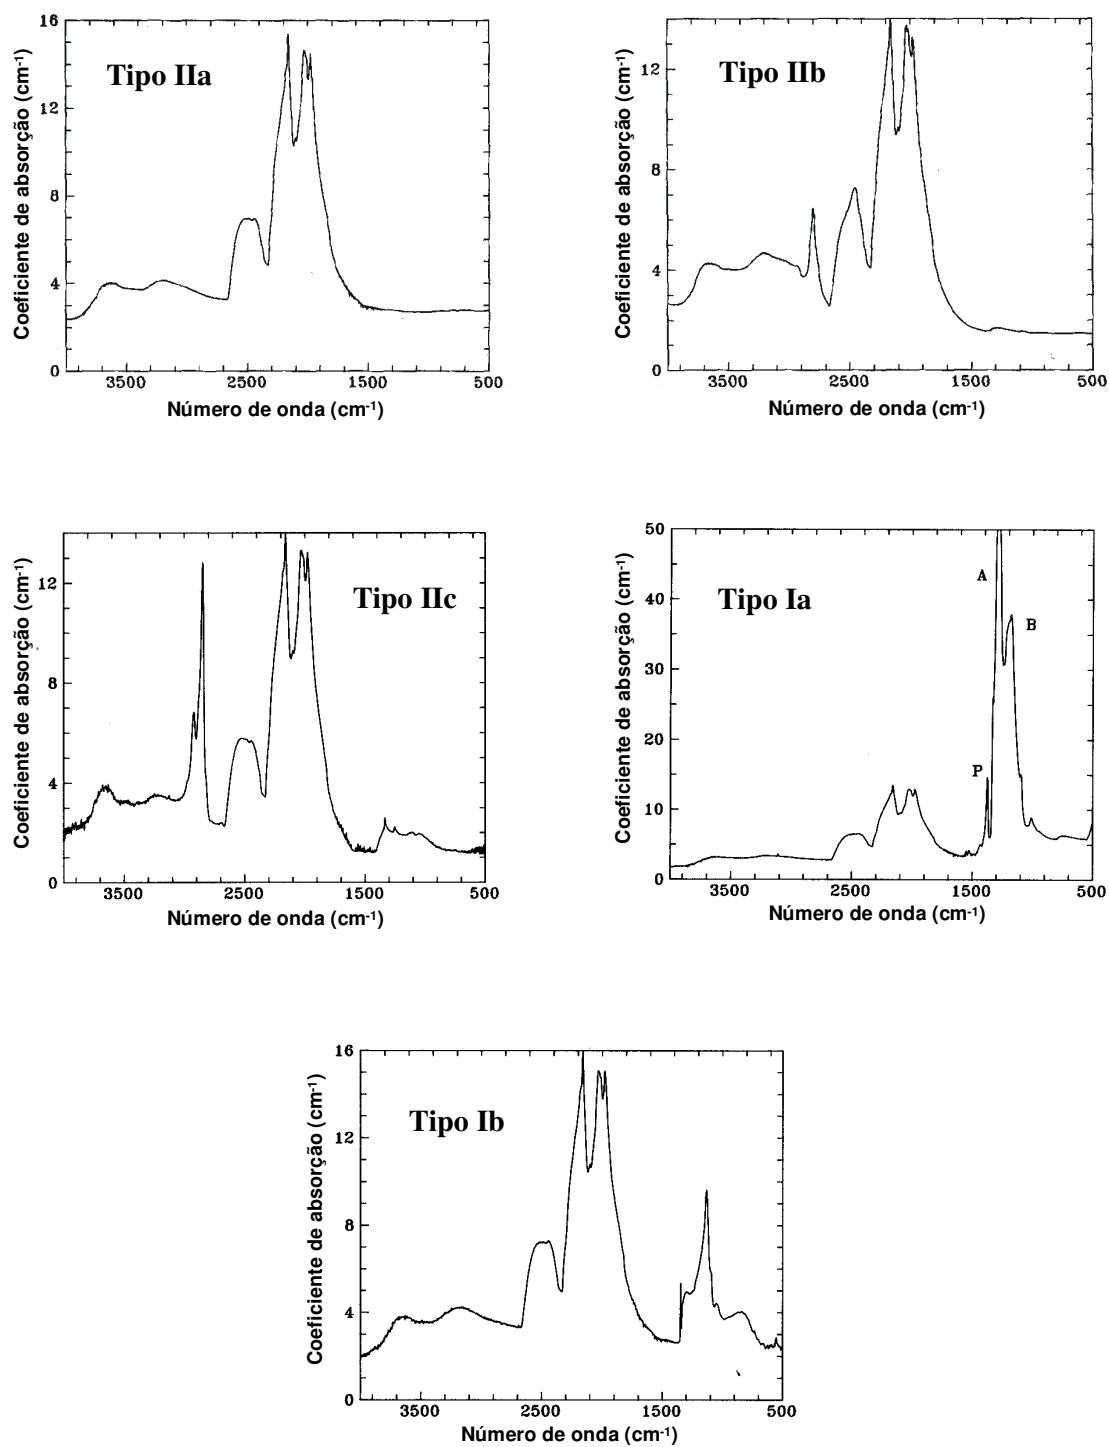 Tipo IIa
Coeficiente de absorção (cm-1)
16
12
8
4
0
3500 2500 1500 500
Número de onda (cm-1)
Tipo IIb
Coeficiente de absorção (cm-1)
12
8
4
0
3500 2500 1500 500
Número de onda (cm-1)
Tipo IIc
Coeficiente de absorção (cm-1)
12
8
4
0
3500 2500 1500 500
Número de onda (cm-1)
Tipo Ia
Coeficiente de absorção (cm-1)
50
40
30
20
10
0
A
B
P
3500 2500 1500 500
Número de onda (cm-1)
Tipo Ib
Coeficiente de absorção (cm-1)
16
12
8
4
0
3500 2500 1500 500
Número de onda (cm-1)